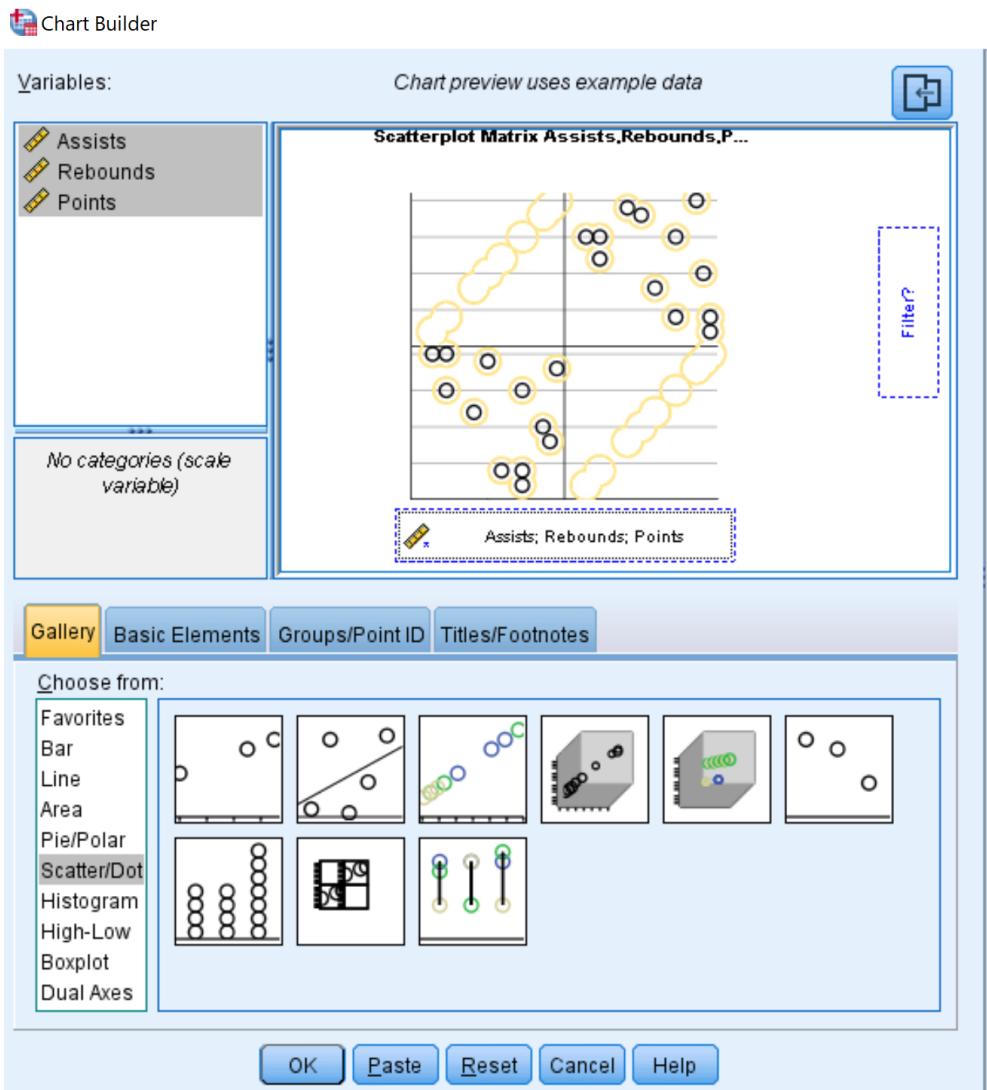 Chart Builder
Variables:
Chart preview uses example data
Assists
Rebounds
Points
Scatterplot Matrix Assists,Rebounds,P...
Filter?
No categories (scale
variable)
Assists; Rebounds; Points
Gallery
Basic Elements
Groups/Point ID
Titles/Footnotes
Choose from:
Favorites
Bar
Line
Area
Pie/Polar
Scatter/Dot
Histogram
High-Low
Boxplot
Dual Axes
OK
Paste
Reset
Cancel
Help